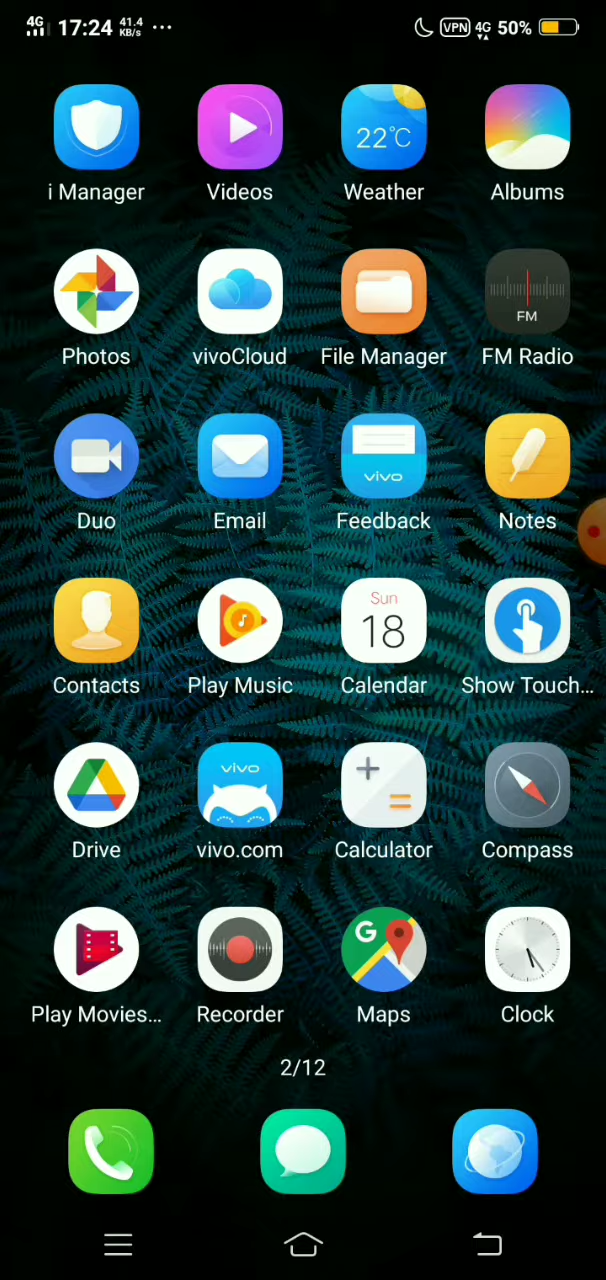 4G 17:24 41.4 KB/s ... VPN 4G 50%
22°C
i Manager Videos Weather Albums
FM
Photos vivoCloud File Manager FM Radio
vivo
Duo Email Feedback Notes
Sun
18
Contacts Play Music Calendar Show Touch...
vivo
Drive vivo.com Calculator Compass
G
Play Movies... Recorder Maps Clock
2/12